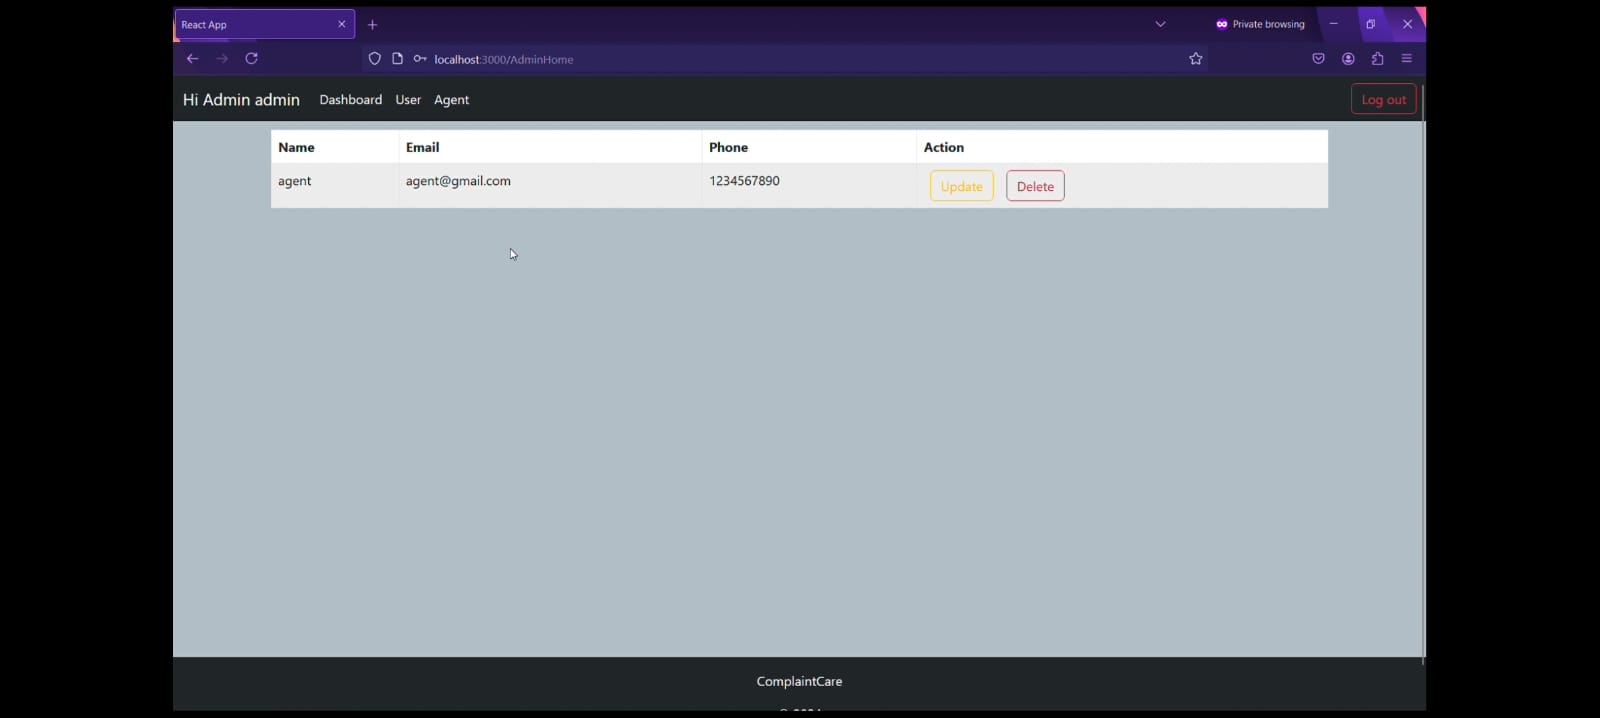 React App
Private browsing
localhost:3000/AdminHome
Hi Admin admin Dashboard User Agent Log out
Name Email Phone Action
agent agent@gmail.com 1234567890 Update Delete
ComplaintCare